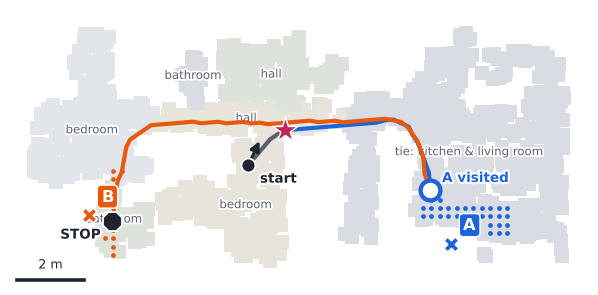 bathroom
hall
bedroom
hall
tie: kitchen & living room
start
A visited
B
bedroom
STOP
A
2 m